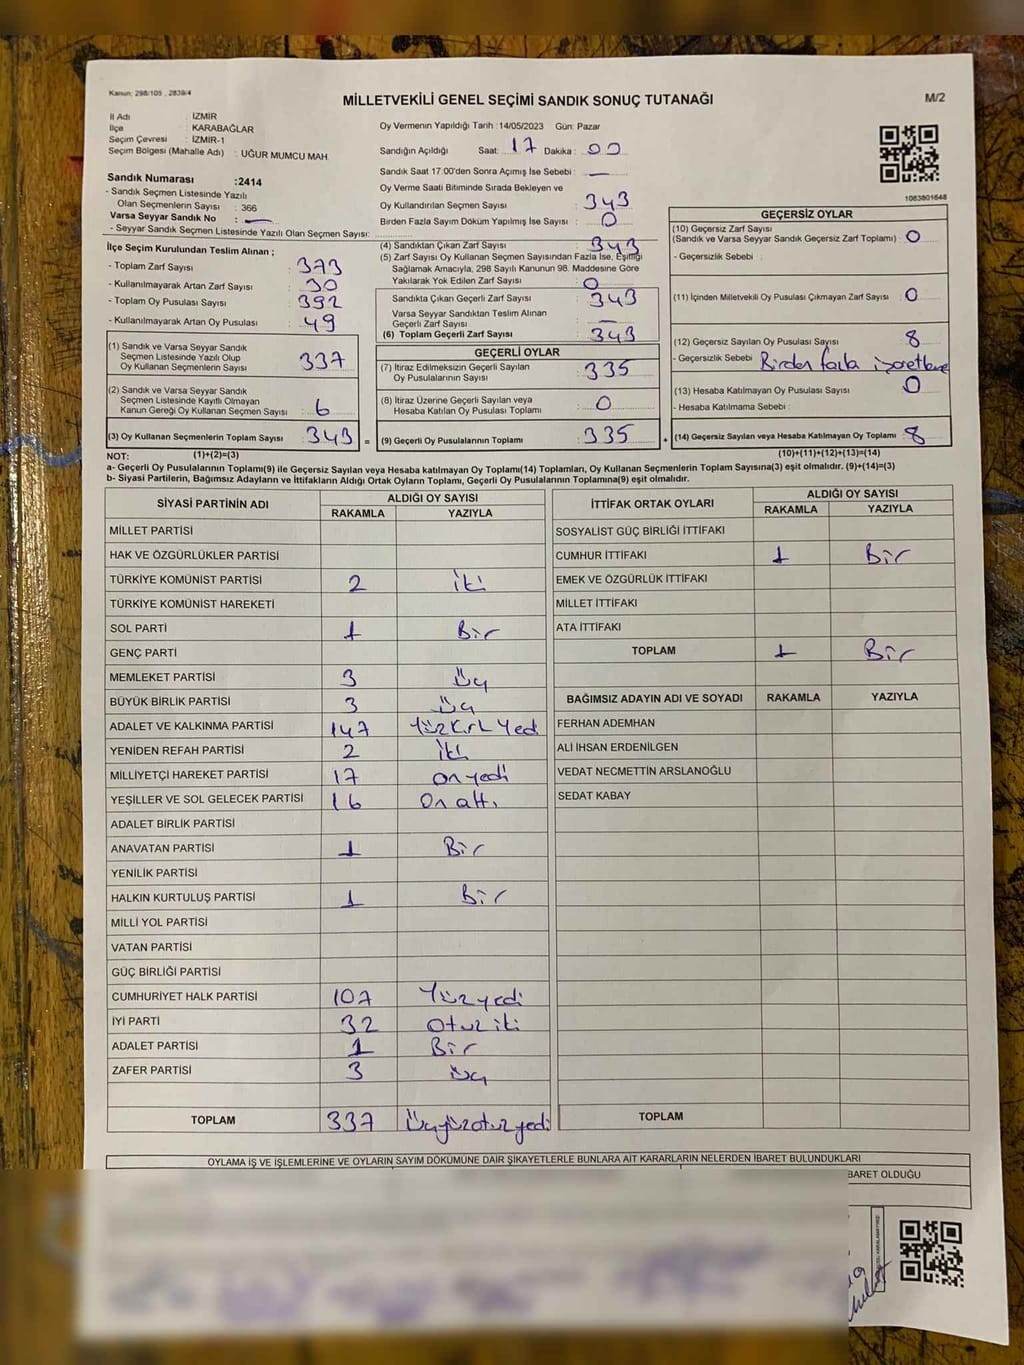 Kanun: 298/105 , 2839/4
MİLLETVEKİLİ GENEL SEÇİMİ SANDIK SONUÇ TUTANAĞI
M/2
İl Adı : İZMİR
İlçe : KARABAĞLAR
Seçim Çevresi : İZMİR-1
Seçim Bölgesi (Mahalle Adı) : UĞUR MUMCU MAH.
Oy Vermenin Yapıldığı Tarih :14/05/2023 Gün: Pazar
Sandığın Açıldığı Saat: 17 Dakika : 00
Sandık Saat 17:00'den Sonra Açımış İse Sebebi : —
Oy Verme Saati Bitiminde Sırada Bekleyen ve
Oy Kullandırılan Seçmen Sayısı : 343
Birden Fazla Sayım Döküm Yapılmış İse Sayısı : 0
1083801648
Sandık Numarası :2414
- Sandık Seçmen Listesinde Yazılı
Olan Seçmenlerin Sayısı : 366
Varsa Seyyar Sandık No : —
- Seyyar Sandık Seçmen Listesinde Yazılı Olan Seçmen Sayısı:
İlçe Seçim Kurulundan Teslim Alınan ;
- Toplam Zarf Sayısı : 373
- Kullanılmayarak Artan Zarf Sayısı : 30
- Toplam Oy Pusulası Sayısı : 392
- Kullanılmayarak Artan Oy Pusulası : 49
(1) Sandık ve Varsa Seyyar Sandık
Seçmen Listesinde Yazılı Olup
Oy Kullanan Seçmenlerin Sayısı : 337
(2) Sandık ve Varsa Seyyar Sandık
Seçmen Listesinde Kayıtlı Olmayan
Kanun Gereği Oy Kullanan Seçmen Sayısı : 6
(3) Oy Kullanan Seçmenlerin Toplam Sayısı : 343 =
(4) Sandıktan Çıkan Zarf Sayısı : 343
(5) Zarf Sayısı Oy Kullanan Seçmen Sayısından Fazla İse, Eşitliği
Sağlamak Amacıyla, 298 Sayılı Kanunun 98. Maddesine Göre
Yakılarak Yok Edilen Zarf Sayısı : 0
Sandıkta Çıkan Geçerli Zarf Sayısı : 343
Varsa Seyyar Sandıktan Teslim Alınan
Geçerli Zarf Sayısı : —
(6) Toplam Geçerli Zarf Sayısı : 343
GEÇERLİ OYLAR
(7) İtiraz Edilmeksizin Geçerli Sayılan
Oy Pusulalarının Sayısı : 335
(8) İtiraz Üzerine Geçerli Sayılan veya
Hesaba Katılan Oy Pusulası Toplamı : 0
(9) Geçerli Oy Pusulalarının Toplamı : 335 +
GEÇERSİZ OYLAR
(10) Geçersiz Zarf Sayısı
(Sandık ve Varsa Seyyar Sandık Geçersiz Zarf Toplamı) : 0
- Geçersizlik Sebebi :
(11) İçinden Milletvekili Oy Pusulası Çıkmayan Zarf Sayısı : 0
(12) Geçersiz Sayılan Oy Pusulası Sayısı : 8
- Geçersizlik Sebebi : Birden fazla işaretleme
(13) Hesaba Katılmayan Oy Pusulası Sayısı : 0
- Hesaba Katılmama Sebebi :
(14) Geçersiz Sayılan veya Hesaba Katılmayan Oy Toplamı : 8
NOT: (1)+(2)=(3) (10)+(11)+(12)+(13)=(14)
a- Geçerli Oy Pusulalarının Toplamı(9) ile Geçersiz Sayılan veya Hesaba katılmayan Oy Toplamı(14) Toplamları, Oy Kullanan Seçmenlerin Toplam Sayısına(3) eşit olmalıdır. (9)+(14)=(3)
b- Siyasi Partilerin, Bağımsız Adayların ve İttifakların Aldığı Ortak Oyların Toplamı, Geçerli Oy Pusulalarının Toplamına(9) eşit olmalıdır.
SİYASİ PARTİNİN ADI ALDIĞI OY SAYISI
RAKAMLA YAZIYLA
MİLLET PARTİSİ
HAK VE ÖZGÜRLÜKLER PARTİSİ
TÜRKİYE KOMÜNİST PARTİSİ 2 iki
TÜRKİYE KOMÜNİST HAREKETİ
SOL PARTİ 1 Bir
GENÇ PARTİ
MEMLEKET PARTİSİ 3 Üç
BÜYÜK BİRLİK PARTİSİ 3 Üç
ADALET VE KALKINMA PARTİSİ 147 Yüzkırk Yedi
YENİDEN REFAH PARTİSİ 2 iki
MİLLİYETÇİ HAREKET PARTİSİ 17 on yedi
YEŞİLLER VE SOL GELECEK PARTİSİ 16 On altı
ADALET BİRLİK PARTİSİ
ANAVATAN PARTİSİ 1 Bir
YENİLİK PARTİSİ
HALKIN KURTULUŞ PARTİSİ 1 Bir
MİLLİ YOL PARTİSİ
VATAN PARTİSİ
GÜÇ BİRLİĞİ PARTİSİ
CUMHURİYET HALK PARTİSİ 107 Yüz yedi
İYİ PARTİ 32 otuz iki
ADALET PARTİSİ 1 Bir
ZAFER PARTİSİ 3 üç
TOPLAM 337 Üçyüzotuzyedi
İTTİFAK ORTAK OYLARI ALDIĞI OY SAYISI
RAKAMLA YAZIYLA
SOSYALİST GÜÇ BİRLİĞİ İTTİFAKI
CUMHUR İTTİFAKI 1 Bir
EMEK VE ÖZGÜRLÜK İTTİFAKI
MİLLET İTTİFAKI
ATA İTTİFAKI
TOPLAM 1 Bir
BAĞIMSIZ ADAYIN ADI VE SOYADI RAKAMLA YAZIYLA
FERHAN ADEMHAN
ALİ İHSAN ERDENİLGEN
VEDAT NECMETTİN ARSLANOĞLU
SEDAT KABAY
TOPLAM
OYLAMA İŞ VE İŞLEMLERİNE VE OYLARIN SAYIM DÖKÜMÜNE DAİR ŞİKAYETLERLE BUNLARA AİT KARARLARIN NELERDEN İBARET BULUNDUKLARI
BARET OLDUĞU